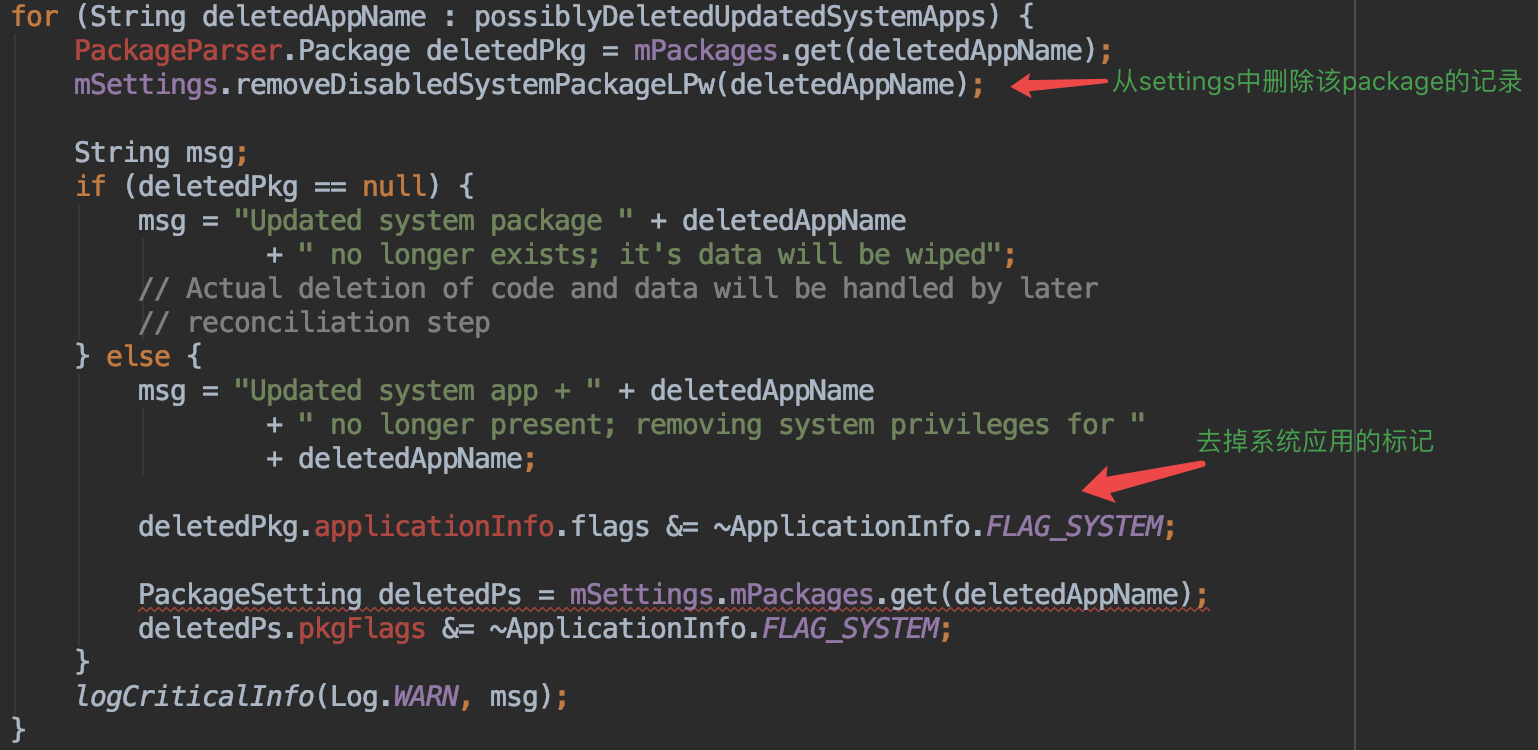 for (String deletedAppName : possiblyDeletedUpdatedSystemApps) {
PackageParser.Package deletedPkg = mPackages.get(deletedAppName);
mSettings.removeDisabledSystemPackageLPw(deletedAppName); 从settings中删除该package的记录
String msg;
if (deletedPkg == null) {
msg = "Updated system package " + deletedAppName
+ " no longer exists; it's data will be wiped";
// Actual deletion of code and data will be handled by later
// reconciliation step
} else {
msg = "Updated system app + " + deletedAppName
+ " no longer present; removing system privileges for "
去掉系统应用的标记
+ deletedAppName;
deletedPkg.applicationInfo.flags &= ~ApplicationInfo.FLAG_SYSTEM;
PackageSetting deletedPs = mSettings.mPackages.get(deletedAppName);
deletedPs.pkgFlags &= ~ApplicationInfo.FLAG_SYSTEM;
}
logCriticalInfo(Log.WARN, msg);
}